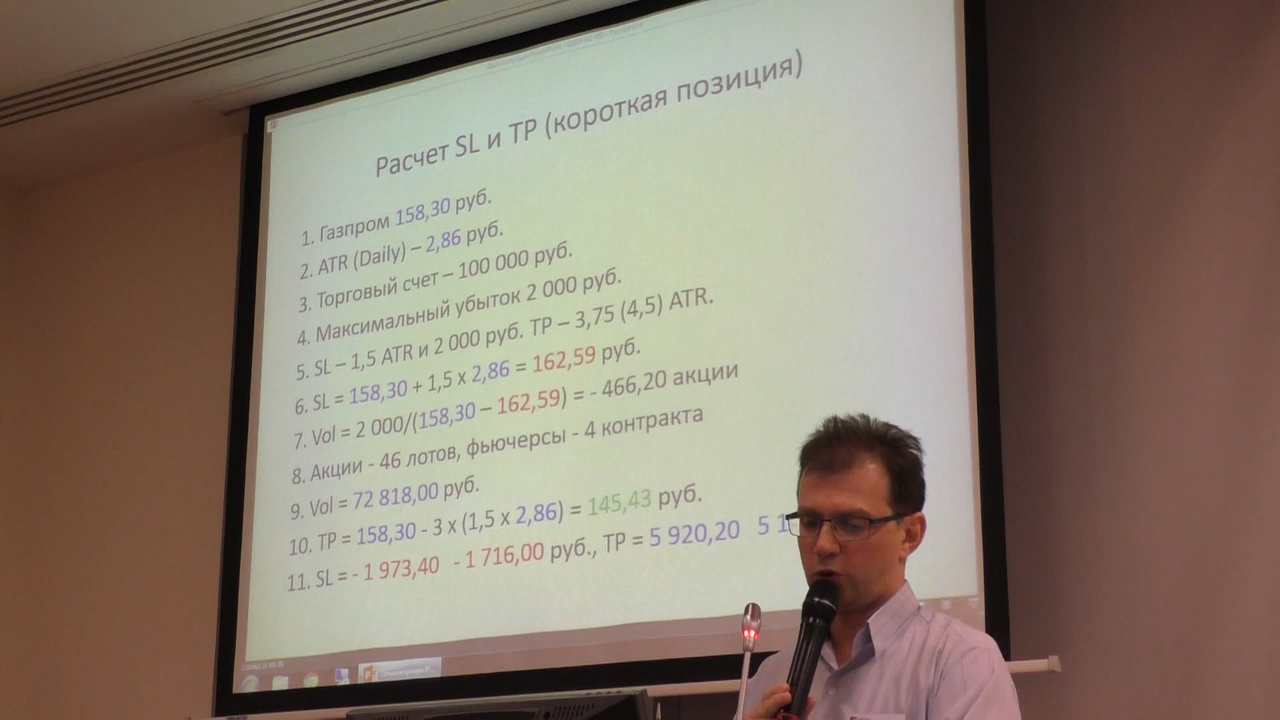 Расчет SL и TP (короткая позиция)
1. Газпром 158,30 руб.
2. ATR (Daily) – 2,86 руб.
3. Торговый счет – 100 000 руб.
4. Максимальный убыток 2 000 руб.
5. SL – 1,5 ATR и 2 000 руб. TP – 3,75 (4,5) ATR.
6. SL = 158,30 + 1,5 x 2,86 = 162,59 руб.
7. Vol = 2 000/(158,30 – 162,59) = - 466,20 акции
8. Акции - 46 лотов, фьючерсы - 4 контракта
9. Vol = 72 818,00 руб.
10. TP = 158,30 - 3 x (1,5 x 2,86) = 145,43 руб.
11. SL = - 1 973,40 - 1 716,00 руб., TP = 5 920,20 5 1